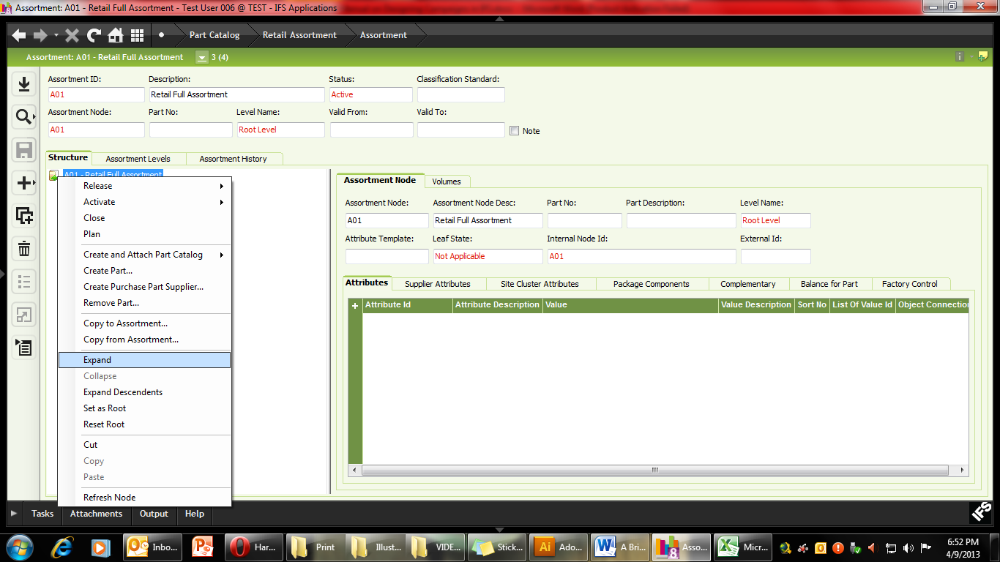 Assortment: A01 - Retail Full Assortment - Test User 006 @ TEST - IFS Applications
Part Catalog Retail Assortment Assortment
Assortment: A01 - Retail Full Assortment 3 (4)
Assortment ID: Description: Status: Classification Standard:
A01 Retail Full Assortment Active
Assortment Node: Part No: Level Name: Valid From: Valid To:
A01 Root Level Note
Structure Assortment Levels Assortment History
A01 - Retail Full Assortment
Release
Activate
Close
Plan
Create and Attach Part Catalog
Create Part...
Create Purchase Part Supplier...
Remove Part...
Copy to Assortment...
Copy from Assortment...
Expand
Collapse
Expand Descendents
Set as Root
Reset Root
Cut
Copy
Paste
Refresh Node
Assortment Node Volumes
Assortment Node: Assortment Node Desc: Part No: Part Description: Level Name:
A01 Retail Full Assortment Root Level
Attribute Template: Leaf State: Internal Node Id: External Id:
Not Applicable A01
Attributes Supplier Attributes Site Cluster Attributes Package Components Complementary Balance for Part Factory Control
Attribute Id Attribute Description Value Value Description Sort No List Of Value Id Object Connection
Tasks Attachments Output Help
IFS
Inbo... Har... Print Illust... VIDE... Stick... Ado... A Bri... Asso... Micr...
6:52 PM
4/9/2013